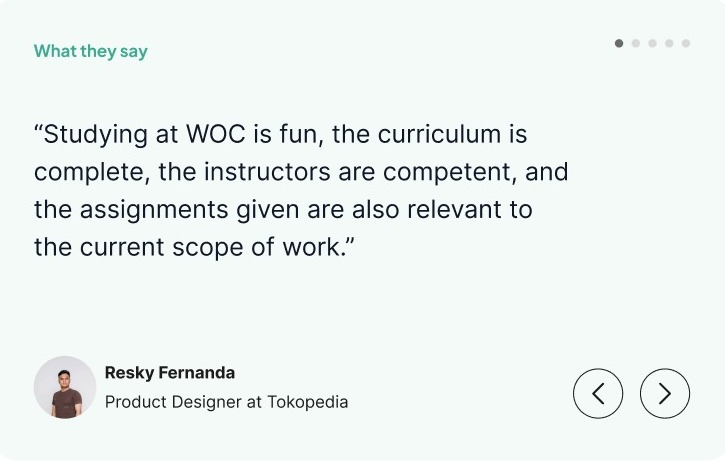 What they say
“Studying at WOC is fun, the curriculum is
complete, the instructors are competent, and
the assignments given are also relevant to
the current scope of work.”
Resky Fernanda
Product Designer at Tokopedia